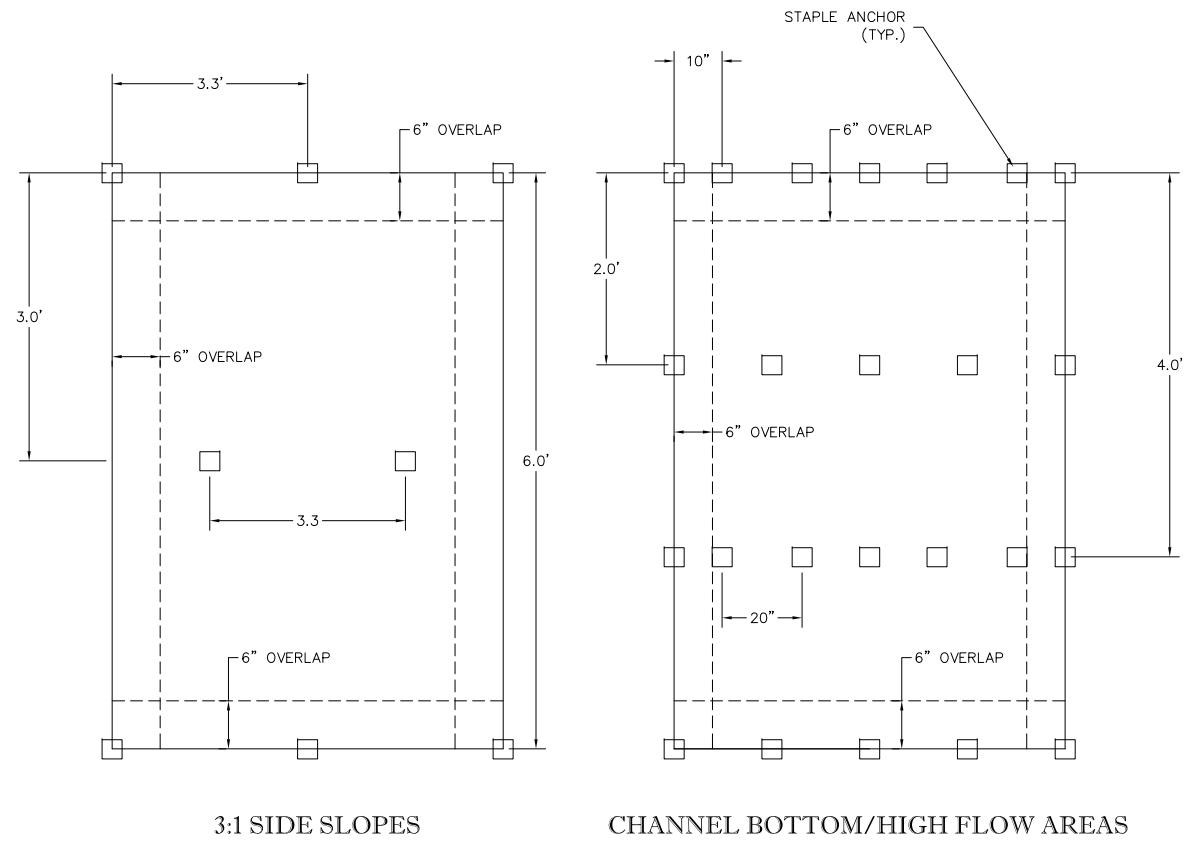 STAPLE ANCHOR
(TYP.)
10”
3.3'
6” OVERLAP
6” OVERLAP
2.0'
3.0'
6” OVERLAP
4.0'
6” OVERLAP
6.0'
3.3
20”
6” OVERLAP
6” OVERLAP
3:1 SIDE SLOPES
CHANNEL BOTTOM/HIGH FLOW AREAS